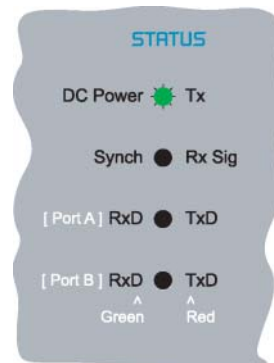 STATUS
DC Power Tx
Synch Rx Sig
[ Port A ] RxD TxD
[ Port B ] RxD TxD
^ ^
Green Red